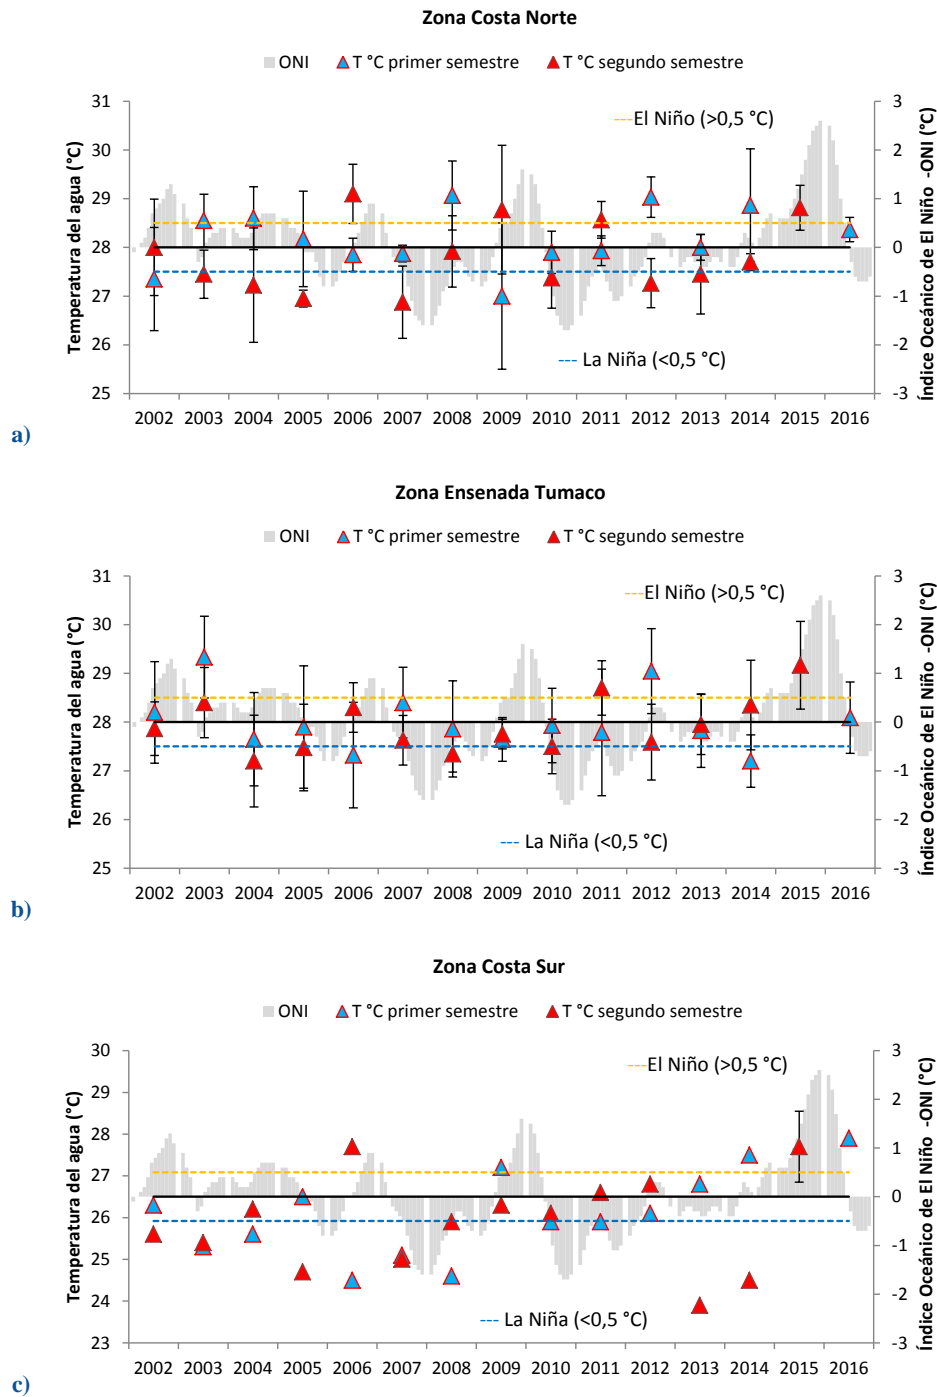 Zona Costa Norte
ONI T °C primer semestre T °C segundo semestre
Temperatura del agua (°C)
31
30
29
28
27
26
25
El Niño (>0,5 °C)
La Niña (<0,5 °C)
3
2
1
0
-1
-2
-3
Índice Oceánico de El Niño -ONI (°C)
2002 2003 2004 2005 2006 2007 2008 2009 2010 2011 2012 2013 2014 2015 2016
a)
Zona Ensenada Tumaco
ONI T °C primer semestre T °C segundo semestre
Temperatura del agua (°C)
31
30
29
28
27
26
25
El Niño (>0,5 °C)
La Niña (<0,5 °C)
3
2
1
0
-1
-2
-3
Índice Oceánico de El Niño -ONI (°C)
2002 2003 2004 2005 2006 2007 2008 2009 2010 2011 2012 2013 2014 2015 2016
b)
Zona Costa Sur
ONI T °C primer semestre T °C segundo semestre
Temperatura del agua (°C)
30
29
28
27
26
25
24
23
El Niño (>0,5 °C)
La Niña (<0,5 °C)
3
2
1
0
-1
-2
-3
Índice Oceánico de El Niño -ONI (°C)
2002 2003 2004 2005 2006 2007 2008 2009 2010 2011 2012 2013 2014 2015 2016
c)